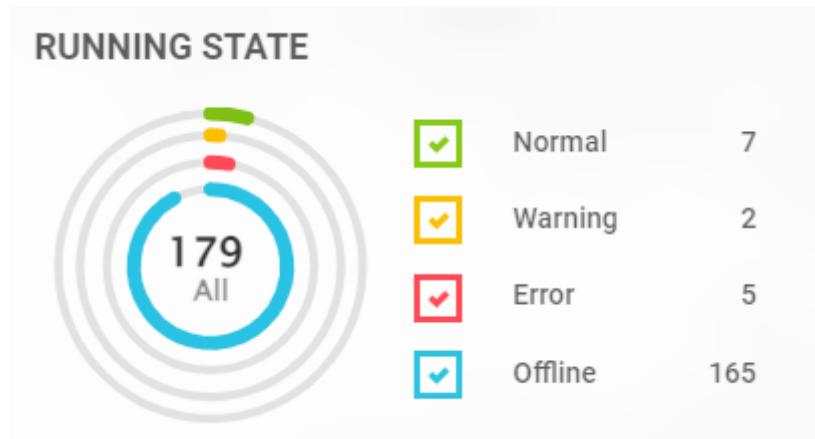 RUNNING STATE
179
All
Normal 7
Warning 2
Error 5
Offline 165